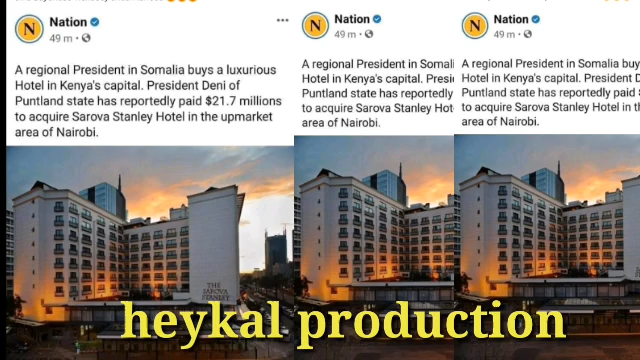 Nation
49 m
A regional President in Somalia buys a luxurious
Hotel in Kenya's capital. President Deni of
Puntland state has reportedly paid $21.7 millions
to acquire Sarova Stanley Hotel in the upmarket
area of Nairobi.
THE
SAROVA
STANLEY
Nation
49 m
A regional President in Somali
Hotel in Kenya's capital. Presi
Puntland state has reportedly
to acquire Sarova Stanley Hot
area of Nairobi.
Nation
49 m
A regional President in Somalia buy
Hotel in Kenya's capital. President D
Puntland state has reportedly paid
to acquire Sarova Stanley Hotel in th
area of Nairobi.
heykal production